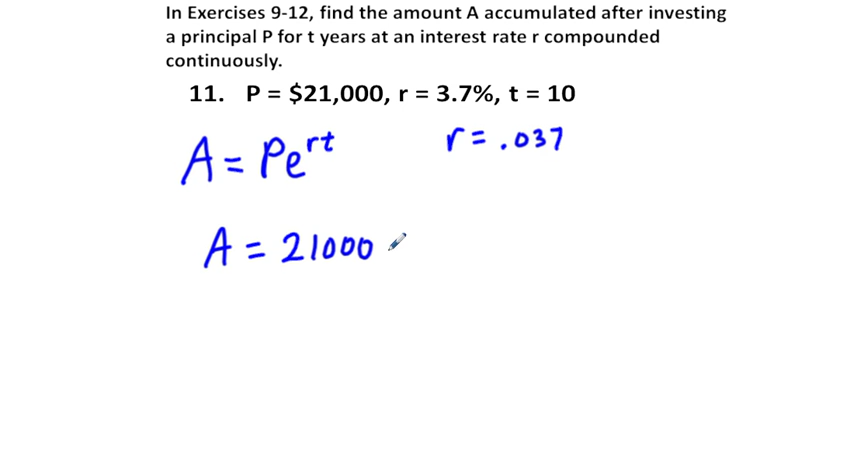 In Exercises 9-12, find the amount A accumulated after investing
a principal P for t years at an interest rate r compounded
continuously.
11. P = $21,000, r = 3.7%, t = 10
A = Pe^{rt} r = .037
A = 21000